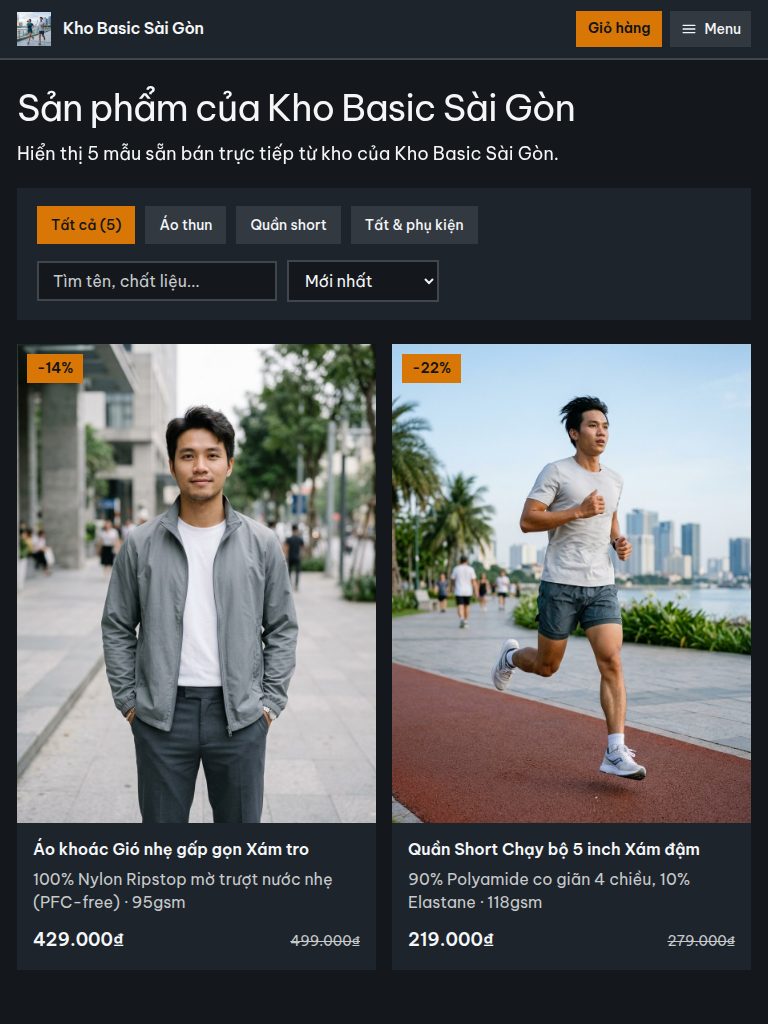 Kho Basic Sài Gòn
Giỏ hàng
Menu
Sản phẩm của Kho Basic Sài Gòn
Hiển thị 5 mẫu sẵn bán trực tiếp từ kho của Kho Basic Sài Gòn.
Tất cả (5)
Áo thun
Quần short
Tất & phụ kiện
Tìm tên, chất liệu...
Mới nhất
-14%
-22%
Áo khoác Gió nhẹ gấp gọn Xám tro
100% Nylon Ripstop mờ trượt nước nhẹ
(PFC-free) · 95gsm
429.000₫
499.000₫
Quần Short Chạy bộ 5 inch Xám đậm
90% Polyamide co giãn 4 chiều, 10%
Elastane · 118gsm
219.000₫
279.000₫